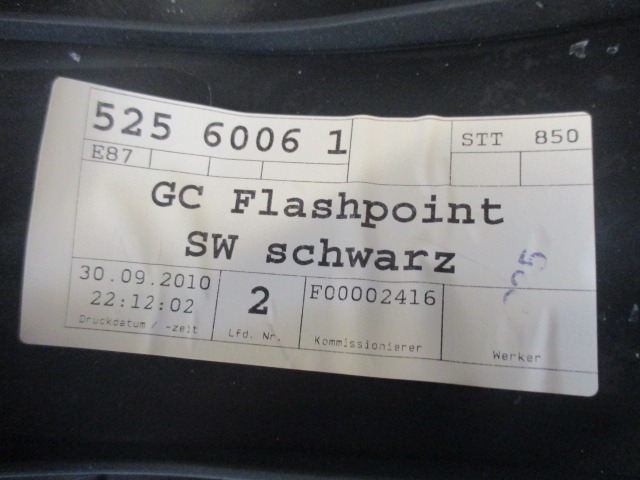 525 6006 1
STT 850
E87
GC Flashpoint
SW schwarz
30.09.2010
22:12:02
Druckdatum / -zeit
2
Lfd. Nr.
F00002416
Kommissionierer
Werker